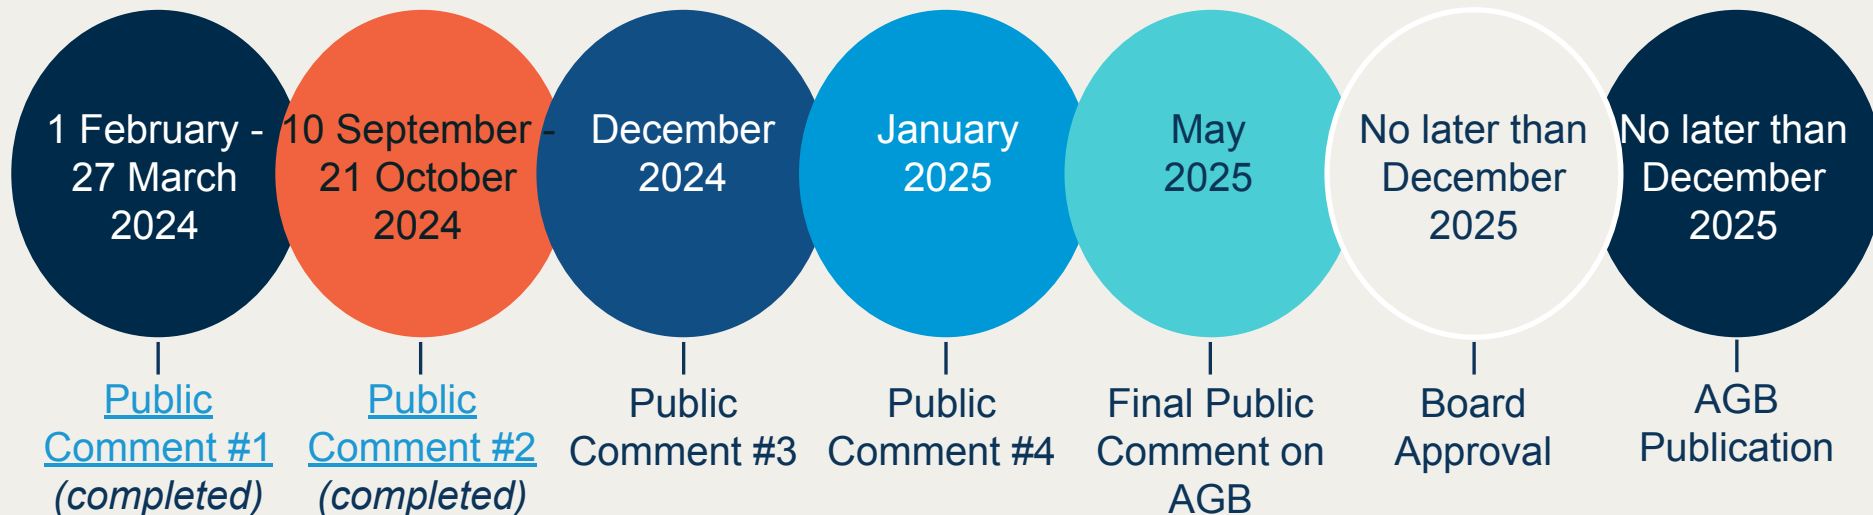 1 February -
27 March
2024
10 September -
21 October
2024
December
2024
January
2025
May
2025
No later than
December
2025
No later than
December
2025
Public
Comment #1
(completed)
Public
Comment #2
(completed)
Public
Comment #3
Public
Comment #4
Final Public
Comment on
AGB
Board
Approval
AGB
Publication